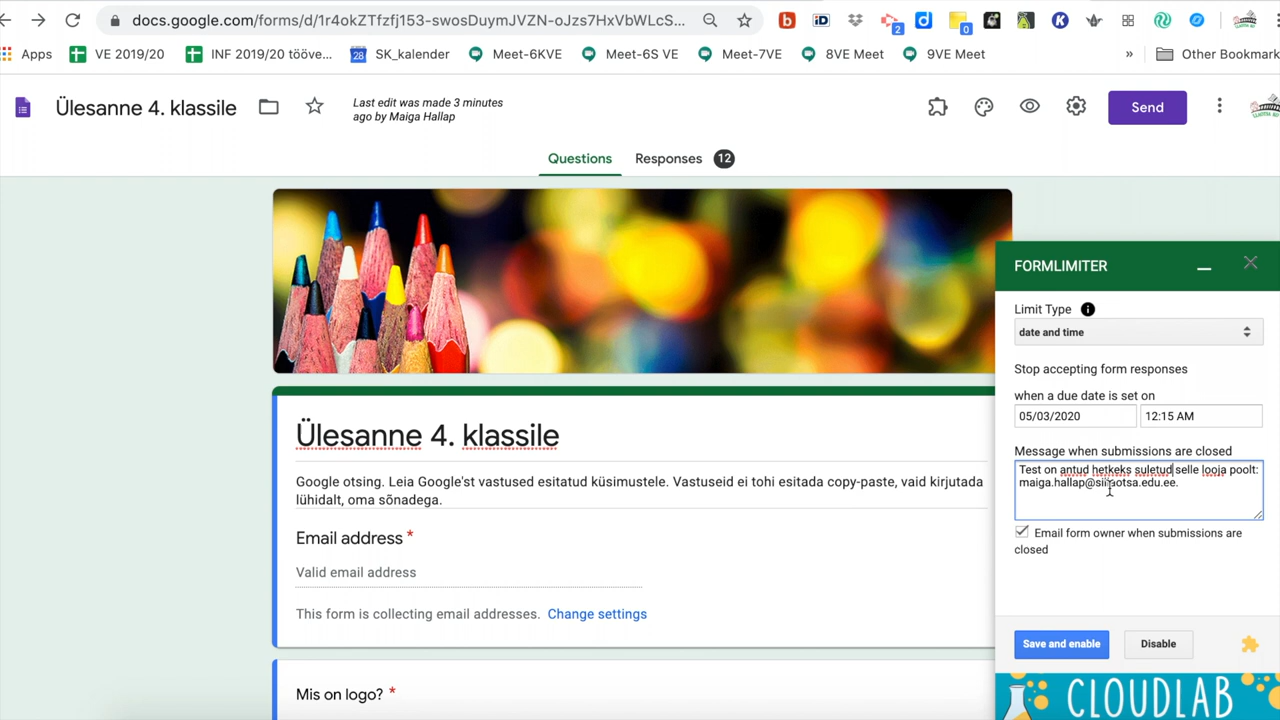 docs.google.com/forms/d/1r4okZTfzfj153-swosDuymJVZN-oJzs7HxVbWLcS...
2
0
Apps
VE 2019/20
INF 2019/20 tööve...
28
SK_kalender
Meet-6KVE
Meet-6S VE
Meet-7VE
8VE Meet
9VE Meet
»
Other Bookmark
Ülesanne 4. klassile
Last edit was made 3 minutes
ago by Maiga Hallap
Send
Questions
Responses
12
FORMLIMITER
Limit Type
date and time
Stop accepting form responses
when a due date is set on
05/03/2020
12:15 AM
Message when submissions are closed
Test on antud hetkeks suletud selle looja poolt:
maiga.hallap@siimaotsa.edu.ee.
Email form owner when submissions are
closed
Save and enable
Disable
CLOUDLAB
Ülesanne 4. klassile
Google otsing. Leia Google'st vastused esitatud küsimustele. Vastuseid ei tohi esitada copy-paste, vaid kirjutada
lühidalt, oma sõnadega.
Email address *
Valid email address
This form is collecting email addresses. Change settings
Mis on logo? *